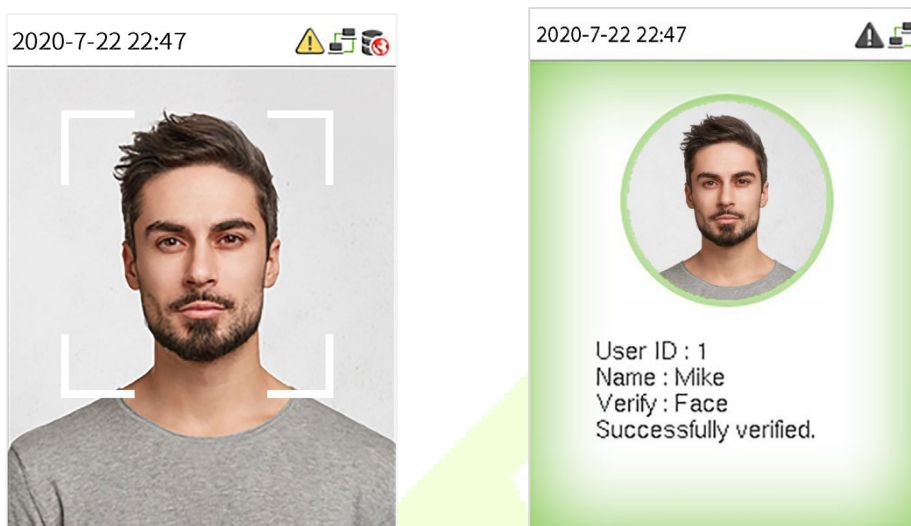 2020-7-22 22:47
2020-7-22 22:47
User ID : 1
Name : Mike
Verify : Face
Successfully verified.